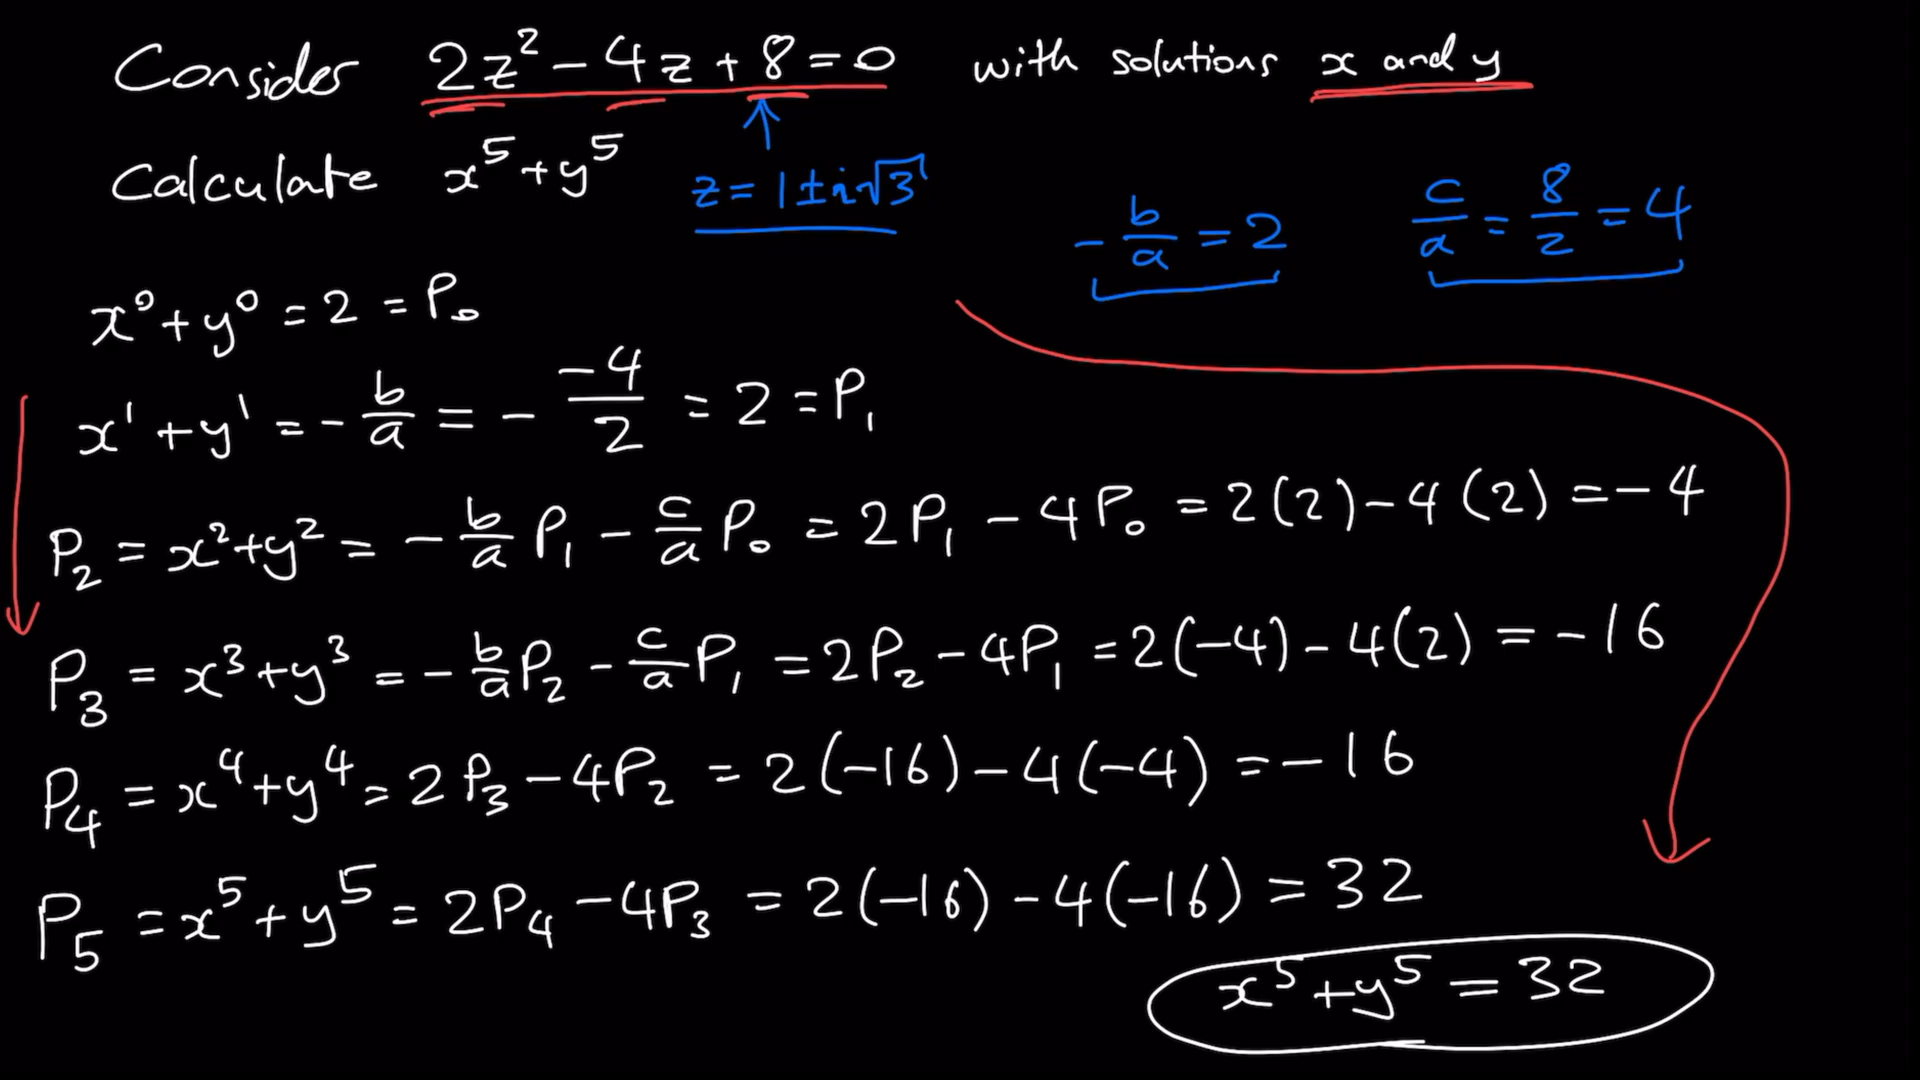 Consider 2z² - 4z + 8 = 0 with solutions x and y
Calculate x⁵ + y⁵
z = 1 ± i√3
-b/a = 2
c/a = 8/2 = 4
x⁰ + y⁰ = 2 = P₀
x¹ + y¹ = -b/a = - -4/2 = 2 = P₁
P₂ = x² + y² = -b/a P₁ - c/a P₀ = 2P₁ - 4P₀ = 2(2) - 4(2) = -4
P₃ = x³ + y³ = -b/a P₂ - c/a P₁ = 2P₂ - 4P₁ = 2(-4) - 4(2) = -16
P₄ = x⁴ + y⁴ = 2P₃ - 4P₂ = 2(-16) - 4(-4) = -16
P₅ = x⁵ + y⁵ = 2P₄ - 4P₃ = 2(-16) - 4(-16) = 32
x⁵ + y⁵ = 32